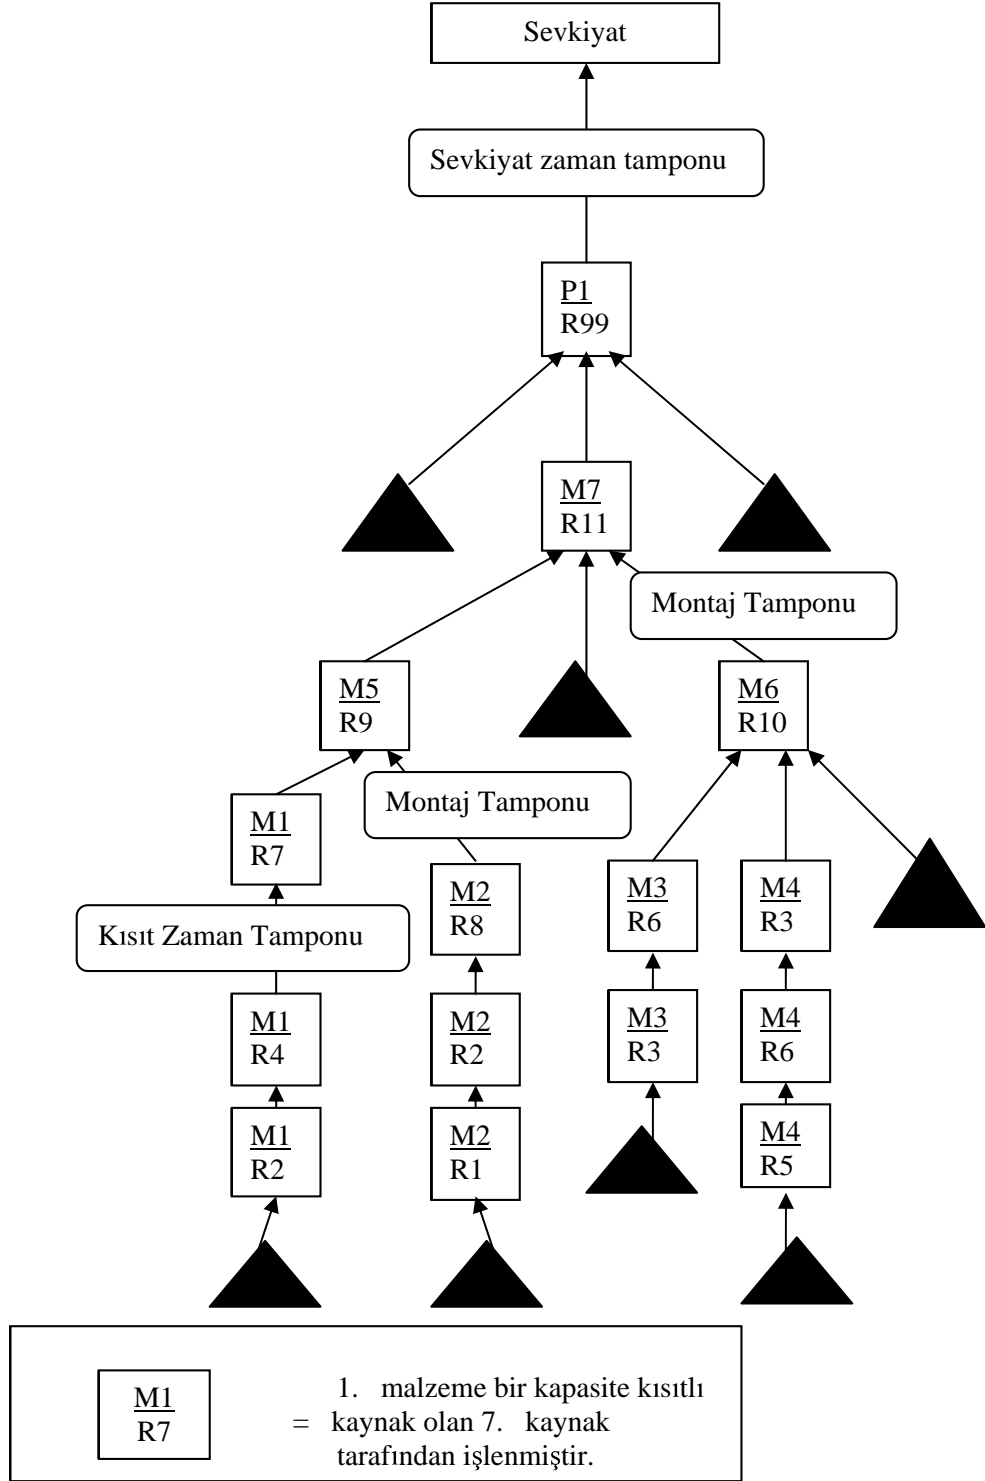 Sevkiyat
Sevkiyat zaman tamponu
P1
R99
M7
R11
Montaj Tamponu
M5
R9
M6
R10
Montaj Tamponu
M1
R7
M2
R8
M3
R6
M4
R3
Kısıt Zaman Tamponu
M1
R4
M2
R2
M3
R3
M4
R6
M1
R2
M2
R1
M4
R5
M1
R7
1. malzeme bir kapasite kısıtlı
= kaynak olan 7. kaynak
tarafından işlenmiştir.